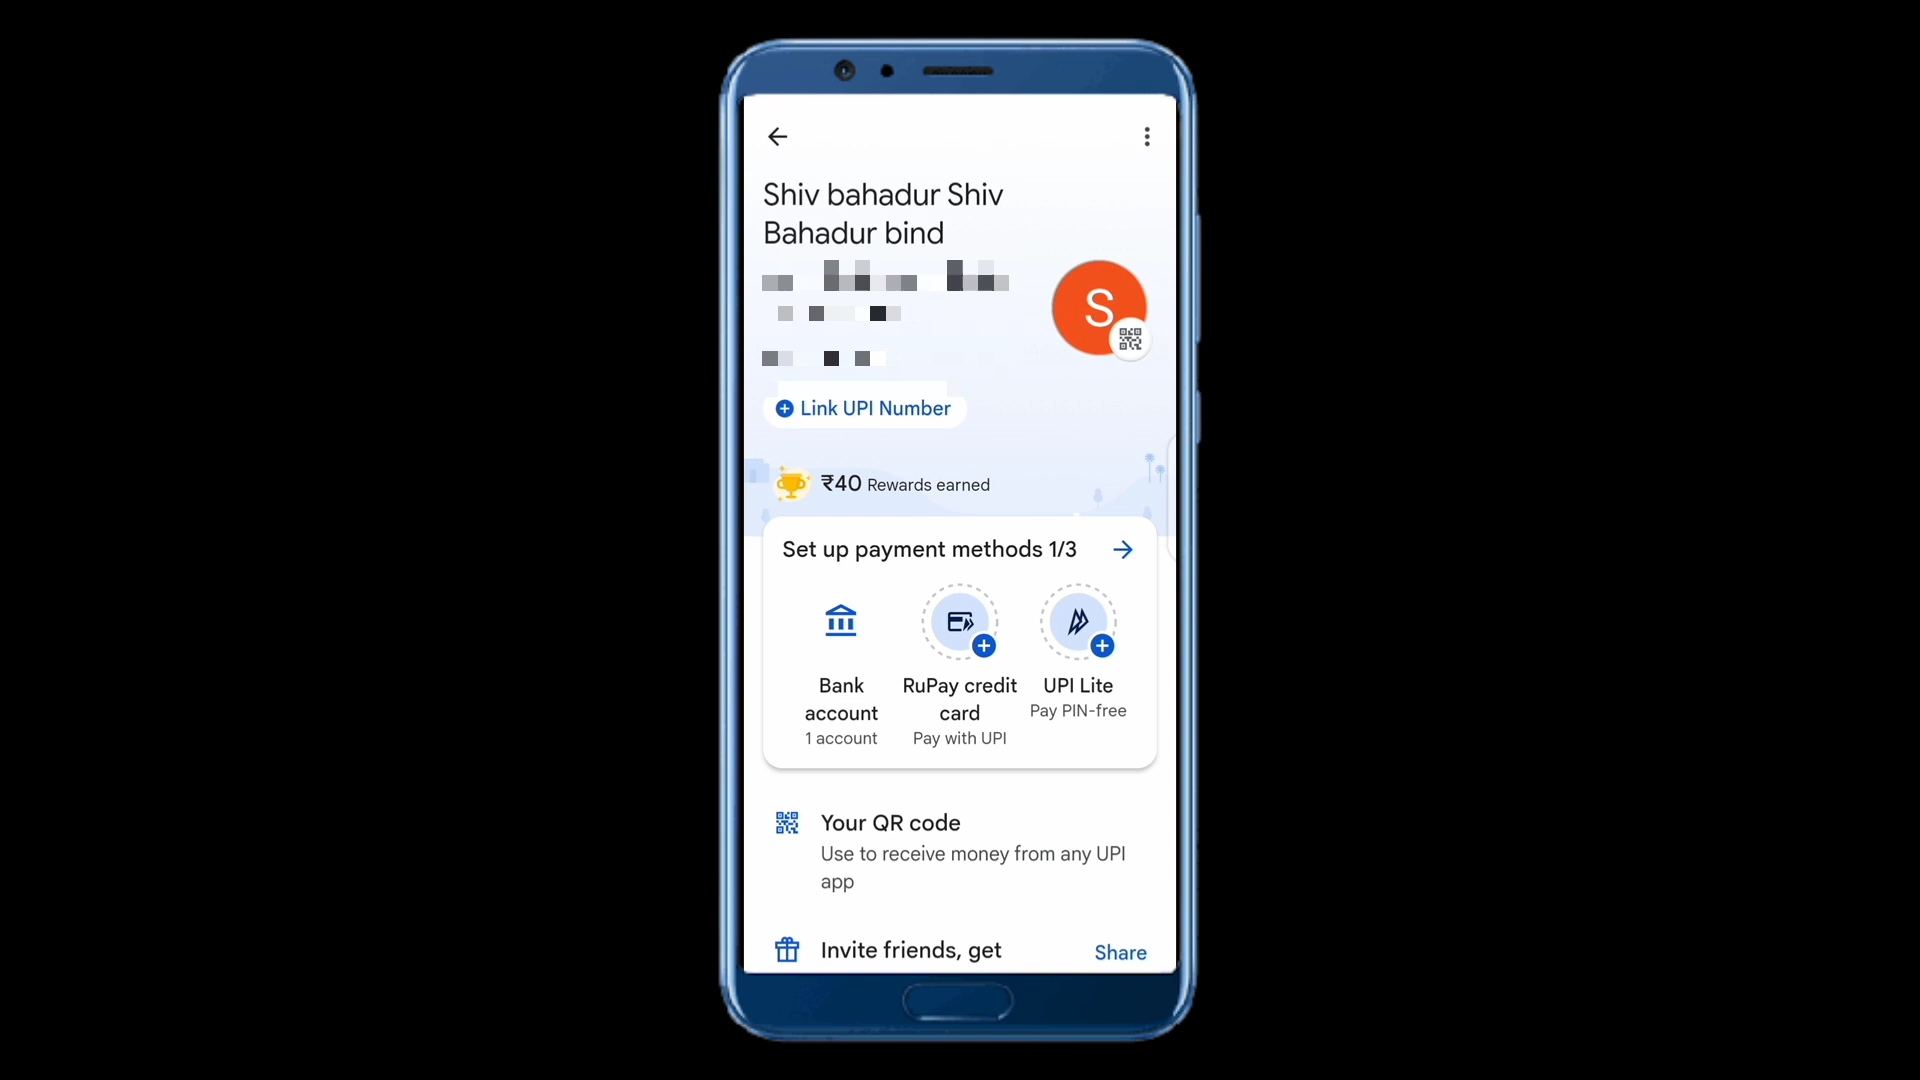 Shiv bahadur Shiv
Bahadur bind
S
Link UPI Number
₹40 Rewards earned
Set up payment methods 1/3
Bank
account
1 account
RuPay credit
card
Pay with UPI
UPI Lite
Pay PIN-free
Your QR code
Use to receive money from any UPI
app
Invite friends, get
Share